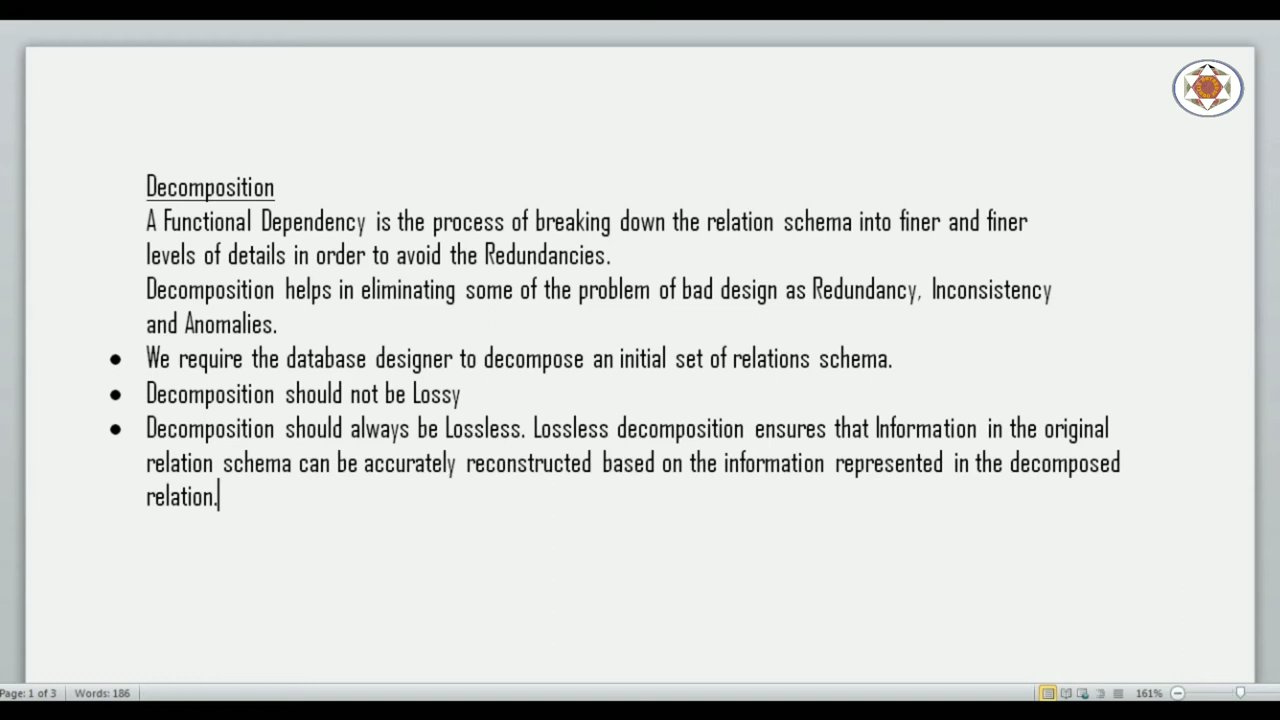 Decomposition
A Functional Dependency is the process of breaking down the relation schema into finer and finer
levels of details in order to avoid the Redundancies.
Decomposition helps in eliminating some of the problem of bad design as Redundancy, Inconsistency
and Anomalies.
● We require the database designer to decompose an initial set of relations schema.
● Decomposition should not be Lossy
● Decomposition should always be Lossless. Lossless decomposition ensures that Information in the original
relation schema can be accurately reconstructed based on the information represented in the decomposed
relation.
Page: 1 of 3 Words: 186 161%